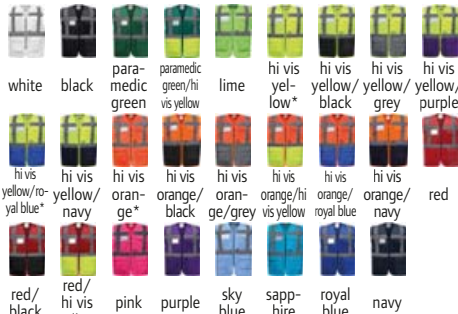 white black para- paramedic lime hi vis hi vis hi vis hi vis
medic green/hi yel- yellow/ yellow/ yellow/
green vis yellow low* black grey purple
hi vis hi vis hi vis hi vis hi vis hi vis hi vis hi vis red
yellow/ro- yellow/ oran- orange/ oran- orange/hi orange/ orange/
yal blue* navy ge* black ge/grey vis yellow royal blue navy
red/ red/ pink purple sky sapp- royal navy
black hi vis blue hire blue